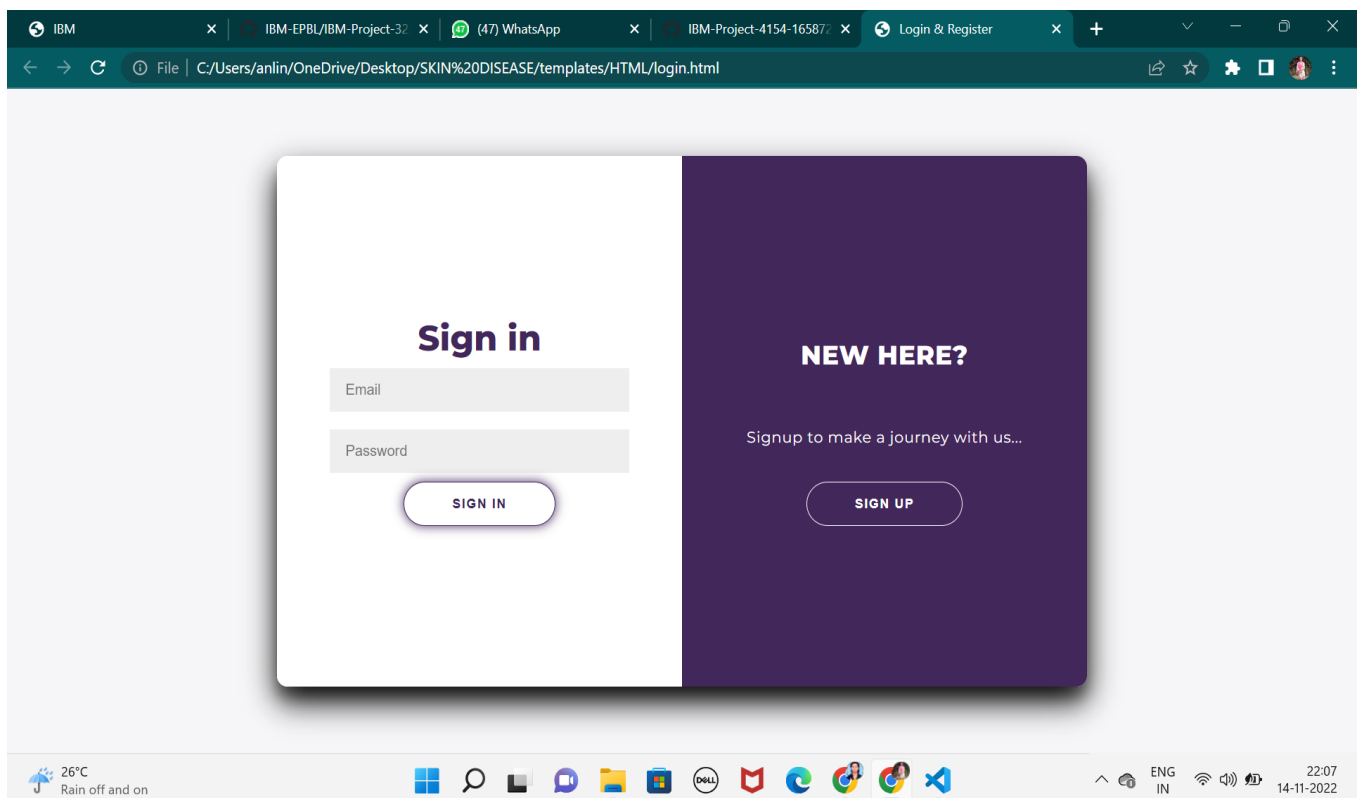 IBM
IBM-EPBL/IBM-Project-32
47
(47) WhatsApp
IBM-Project-4154-165872
Login & Register
File
C:/Users/anlin/OneDrive/Desktop/SKIN%20DISEASE/templates/HTML/login.html
Sign in
Email
Password
SIGN IN
NEW HERE?
Signup to make a journey with us...
SIGN UP
26°C
Rain off and on
DELL
ENG
IN
22:07
14-11-2022